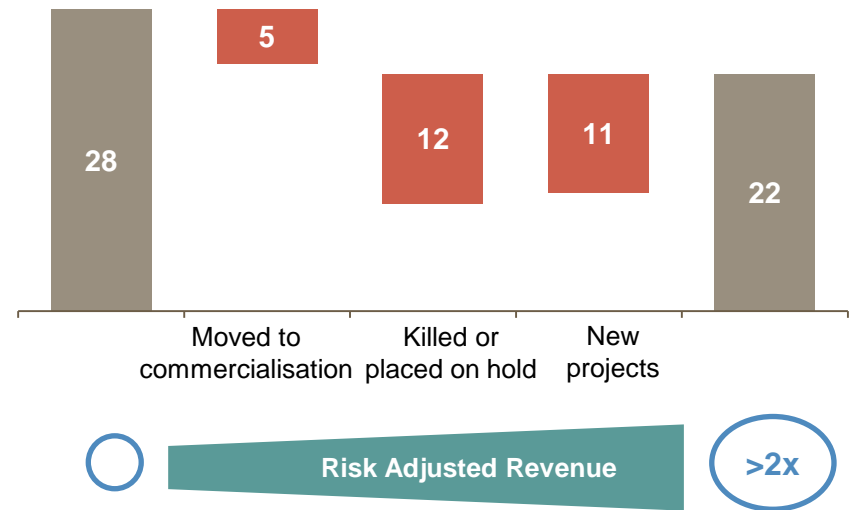 28
5
12
11
22
Moved to
commercialisation
Killed or
placed on hold
New
projects
Risk Adjusted Revenue
>2x